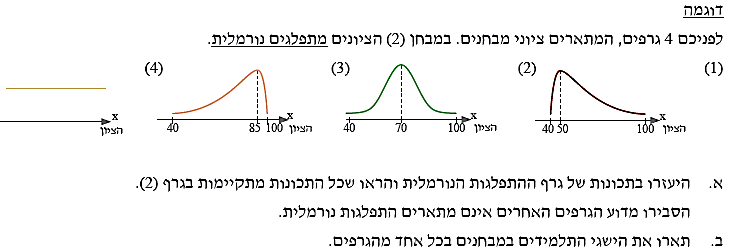 דוגמה
לפניכם 4 גרפים, המתארים ציוני מבחנים. במבחן (2) הציונים מתפלגים נורמלית.
(1) (2) (3) (4)
x x x x
הציון הציון הציון הציון
100 50 40 100 70 40 100 85 40
א. היעזרו בתכונות של גרף ההתפלגות הנורמלית והראו שכל התכונות מתקיימות בגרף (2).
הסבירו מדוע הגרפים האחרים אינם מתארים התפלגות נורמלית.
ב. תארו את הישגי התלמידים במבחנים בכל אחד מהגרפים.